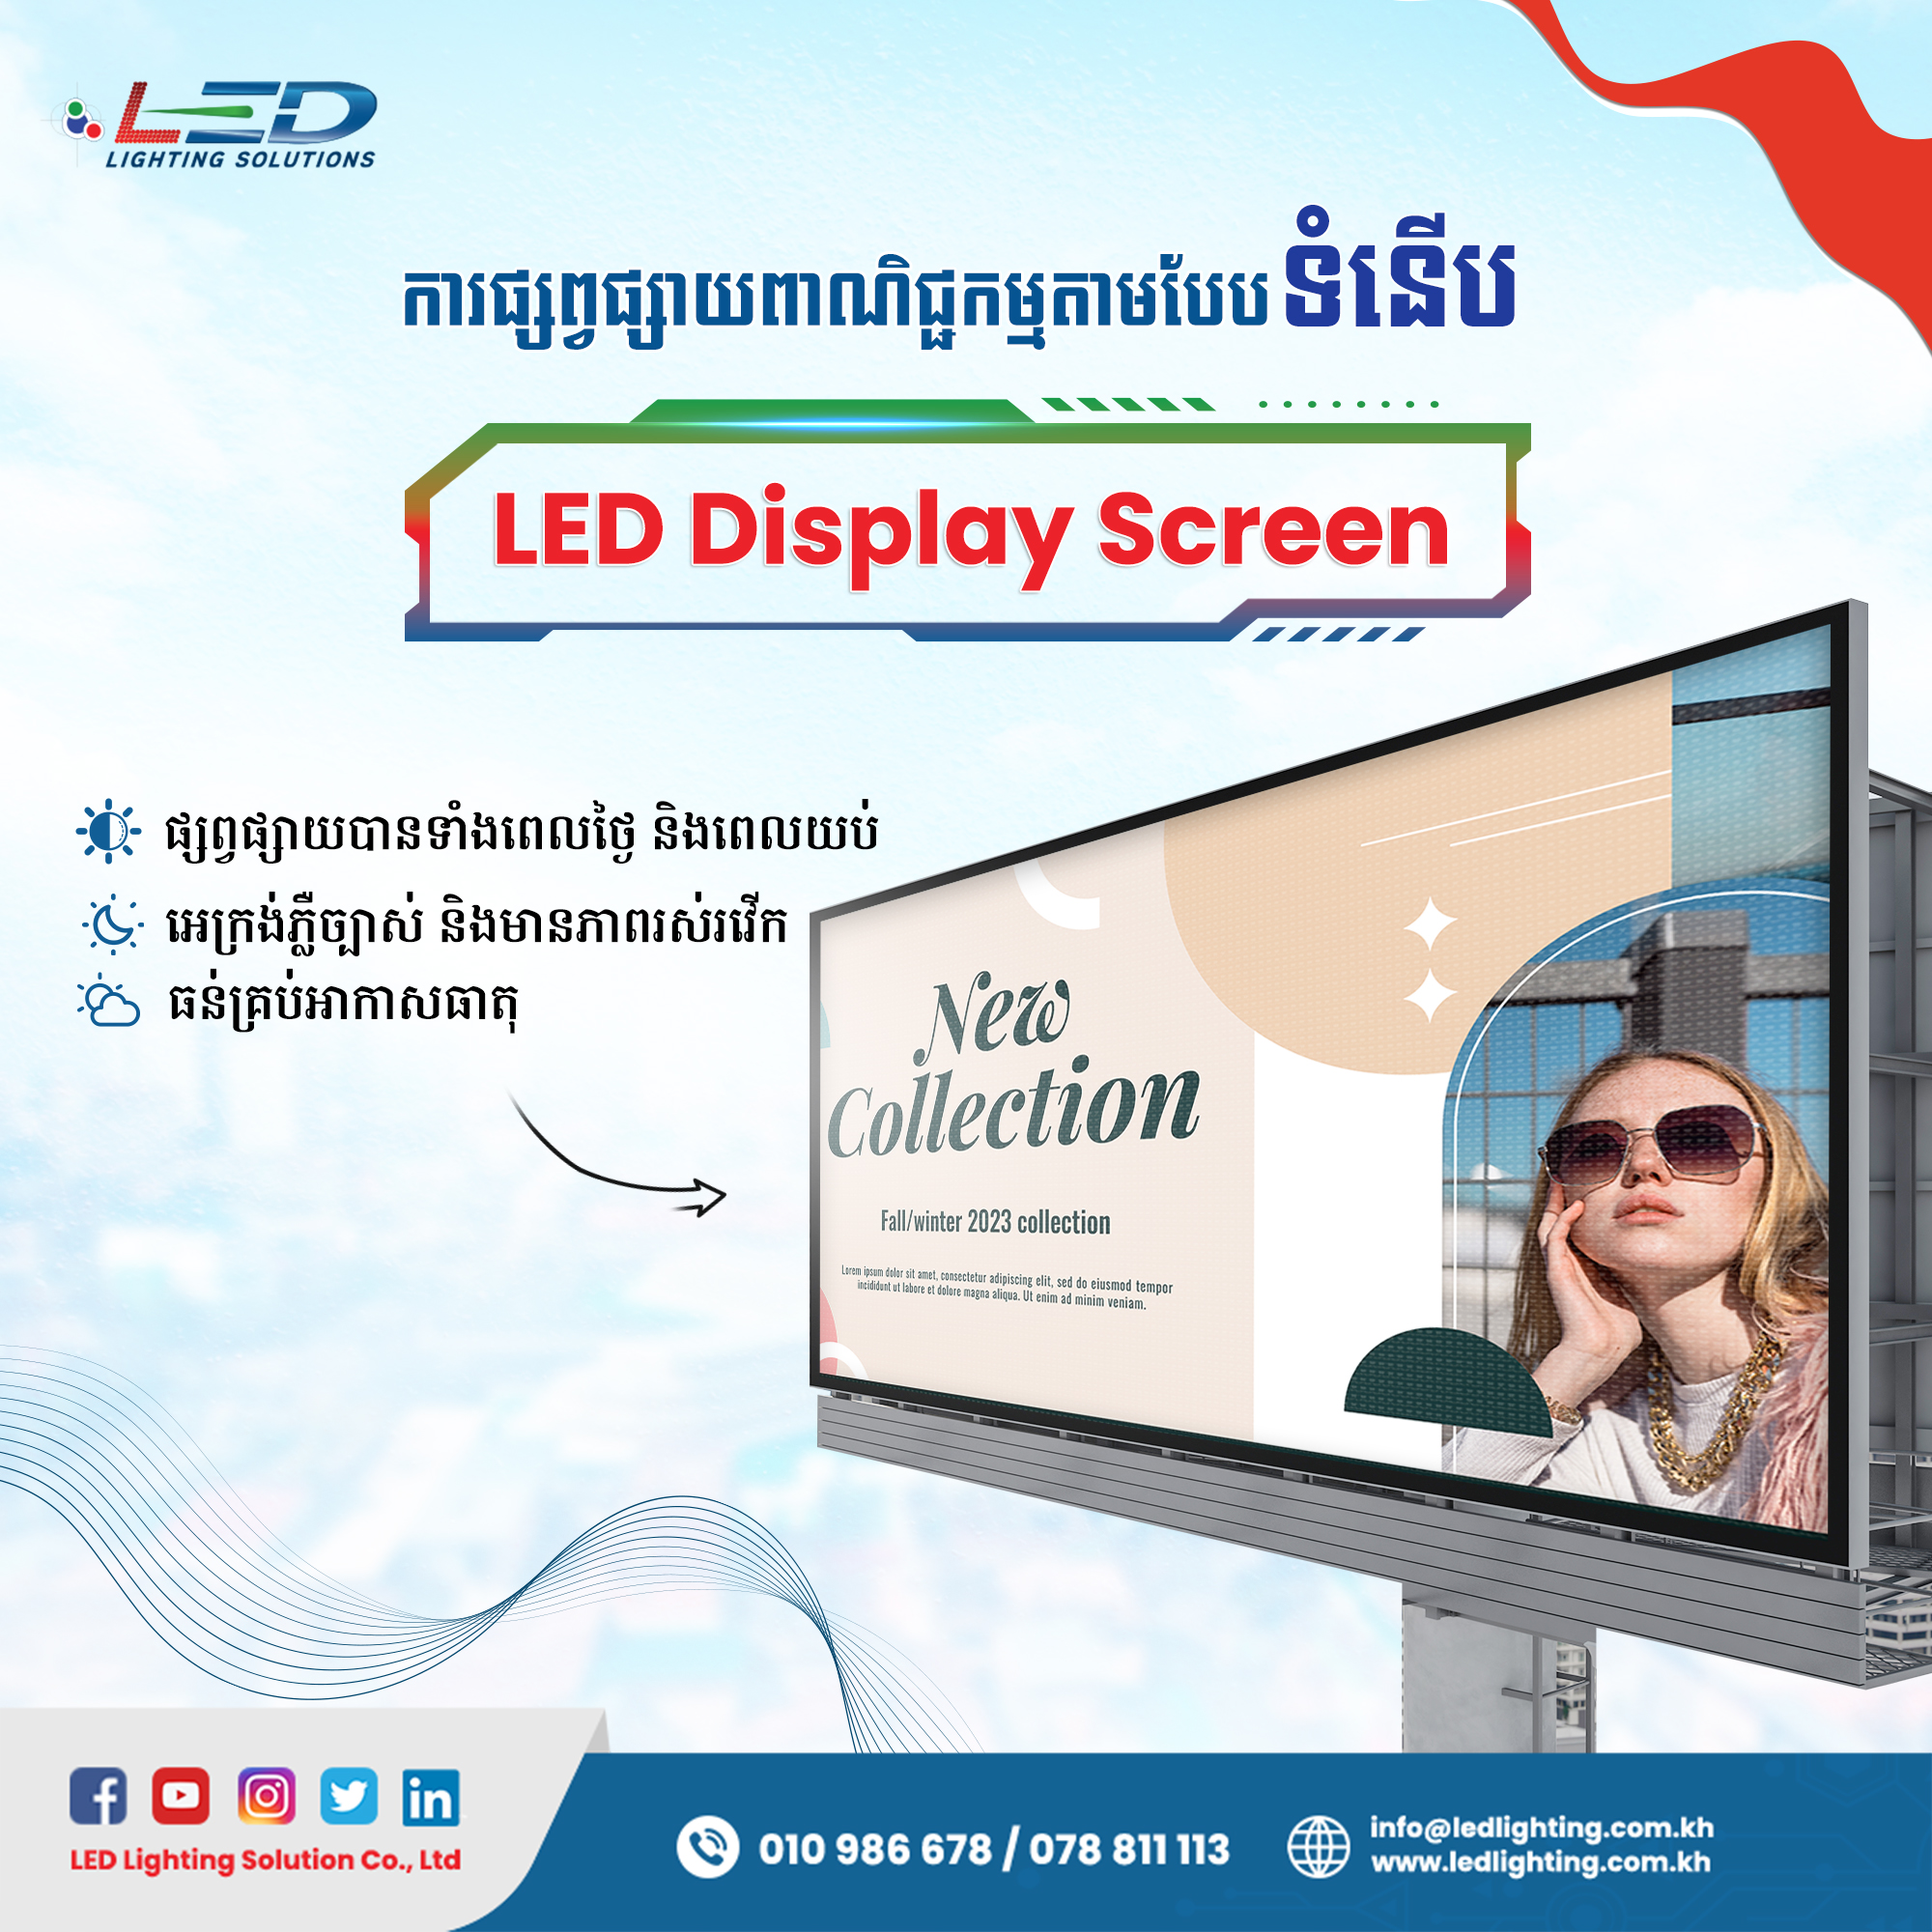 LED
LIGHTING SOLUTIONS
ការផ្សព្វផ្សាយពាណិជ្ជកម្មតាមបែប ទំនើប
LED Display Screen
ផ្សព្វផ្សាយបានទាំងពេលថ្ងៃ និងពេលយប់
អេក្រង់ភ្លឺច្បាស់ និងមានភាពរស់រវើក
ធន់គ្រប់អាកាសធាតុ
New
Collection
Fall/winter 2023 collection
Lorem ipsum dolor sit amet, consectetur adipiscing elit, sed do eiusmod tempor
incididunt ut labore et dolore magna aliqua. Ut enim ad minim veniam.
LED Lighting Solution Co., Ltd
010 986 678 / 078 811 113
info@ledlighting.com.kh
www.ledlighting.com.kh